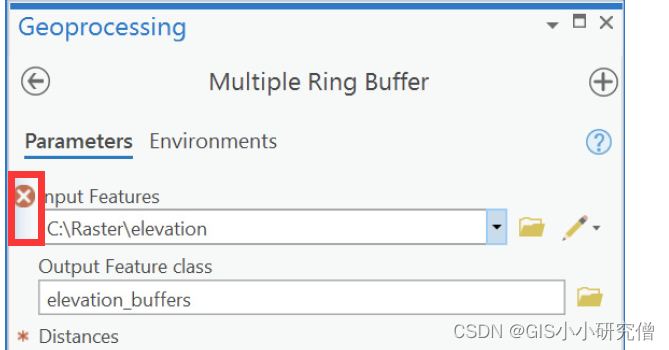 Geoprocessing
Multiple Ring Buffer
Parameters Environments
?
nput Features
C:\Raster\elevation
Output Feature class
elevation_buffers
* Distances
CSDN @GIS小小研究僧